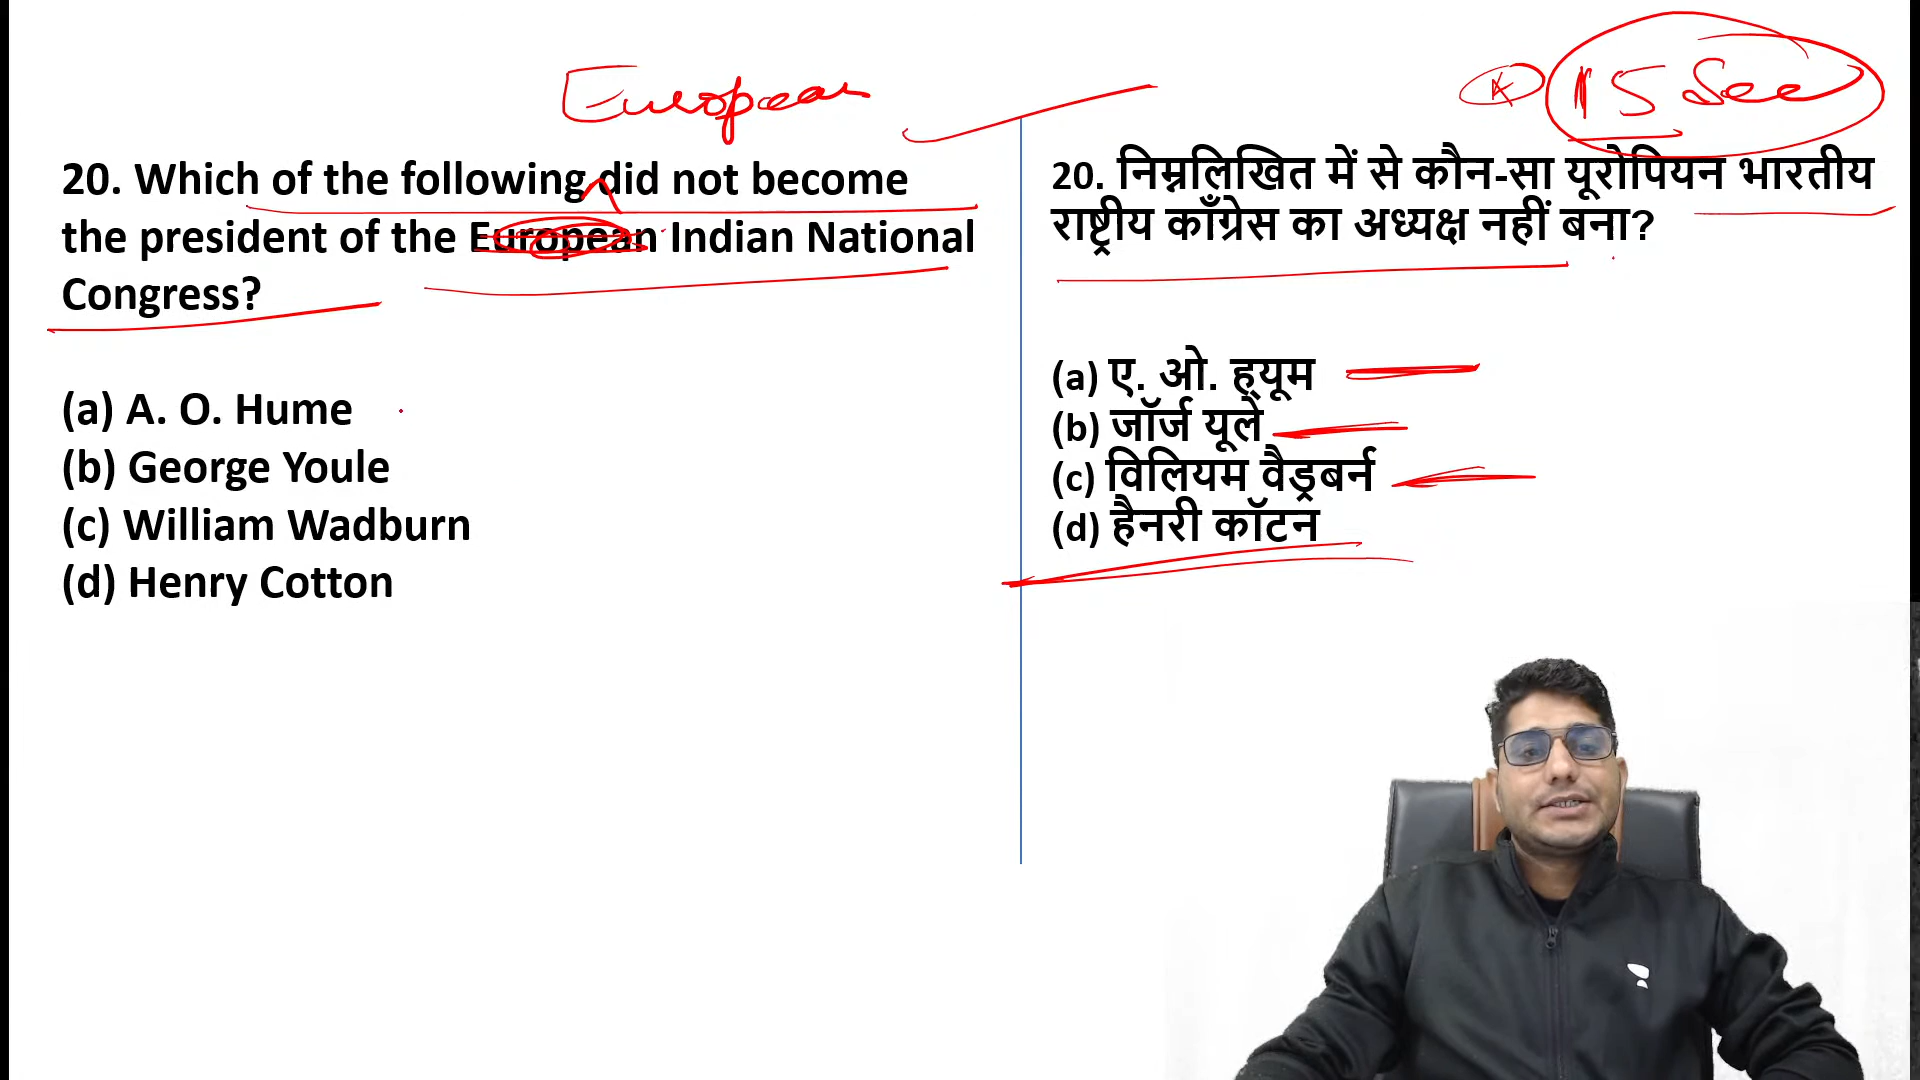 European
15 Sec
20. Which of the following did not become
the president of the European Indian National
Congress?
(a) A. O. Hume
(b) George Youle
(c) William Wadburn
(d) Henry Cotton
20. निम्नलिखित में से कौन-सा यूरोपियन भारतीय
राष्ट्रीय काँग्रेस का अध्यक्ष नहीं बना?
(a) ए. ओ. ह्यूम
(b) जॉर्ज यूले
(c) विलियम वैड्रबर्न
(d) हैनरी कॉटन